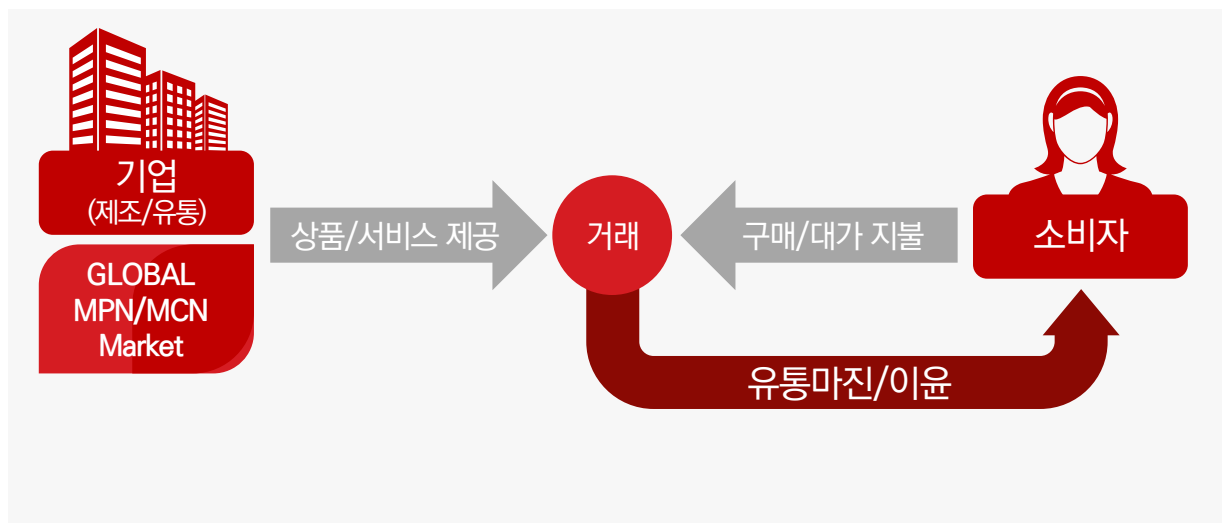 기업
(제조/유통)
GLOBAL
MPN/MCN
Market
상품/서비스 제공
거래
구매/대가 지불
소비자
유통마진/이윤